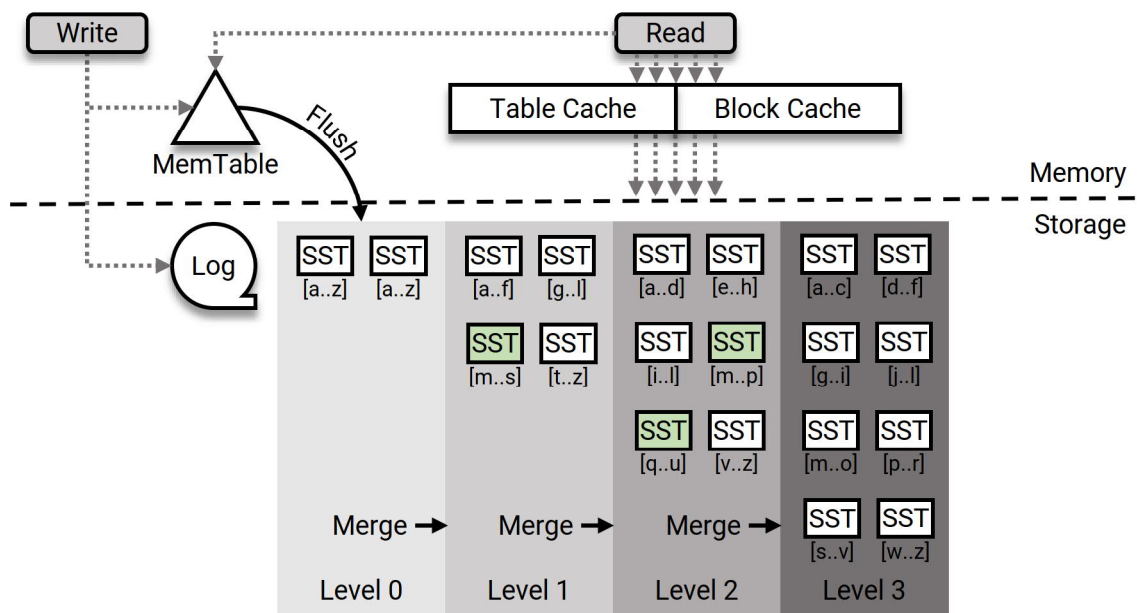 Write
Read
Table Cache
Block Cache
Flush
MemTable
Memory
Storage
Log
SST SST SST SST SST SST SST SST
[a..z] [a..z] [a..f] [g..l] [a..d] [e..h] [a..c] [d..f]
SST SST SST SST SST SST
[m..s] [t..z] [i..l] [m..p] [g..i] [j..l]
SST SST SST SST
[q..u] [v..z] [m..o] [p..r]
Merge Merge Merge SST SST
[s..v] [w..z]
Level 0 Level 1 Level 2 Level 3